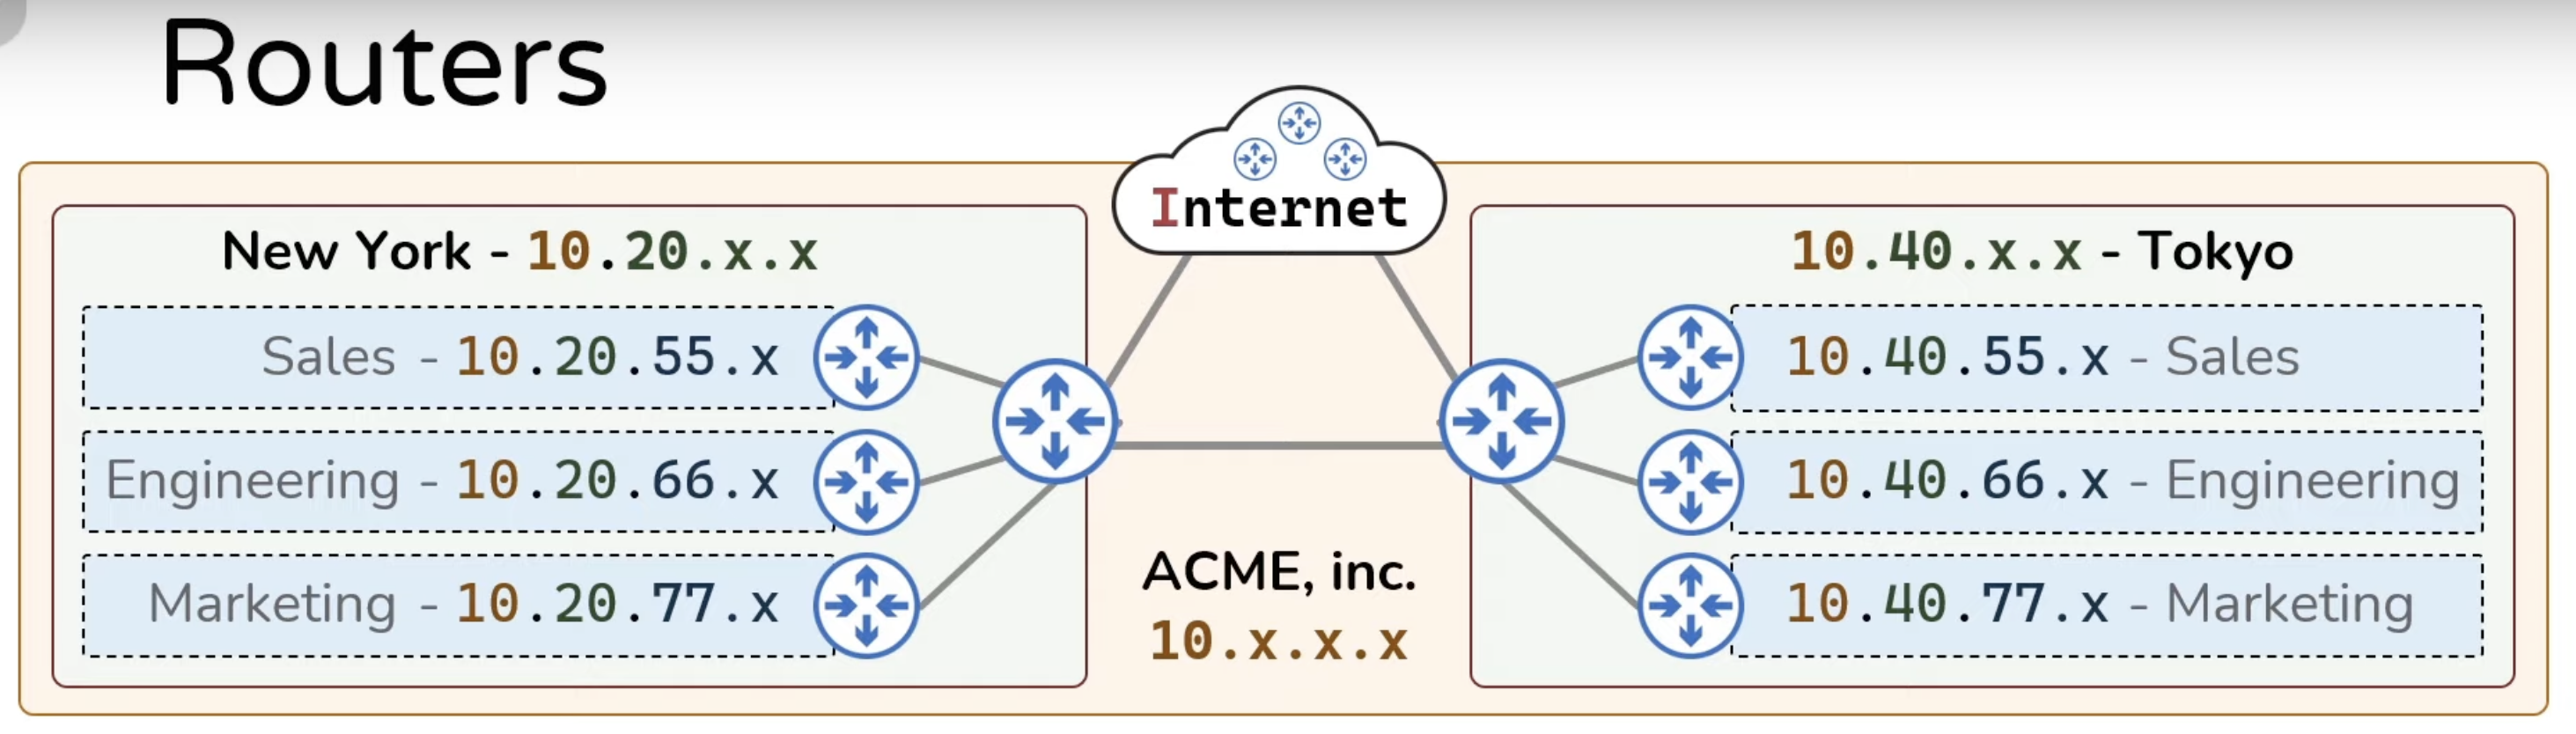 Routers
Internet
New York - 10.20.x.x
Sales - 10.20.55.x
Engineering - 10.20.66.x
Marketing - 10.20.77.x
ACME, inc.
10.x.x.x
10.40.x.x - Tokyo
10.40.55.x - Sales
10.40.66.x - Engineering
10.40.77.x - Marketing